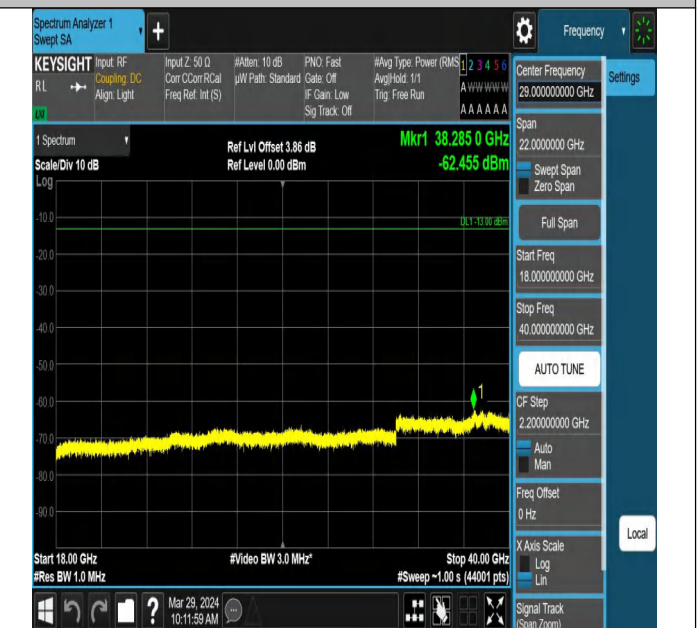 Spectrum Analyzer 1
Swept SA
+
Frequency
KEYSIGHT
RL
LXI
Input: RF
Coupling: DC
Align: Light
Input Z: 50 Ω
Corr CCorr RCal
Freq Ref: Int (S)
#Atten: 10 dB
µW Path: Standard
PNO: Fast
Gate: Off
IF Gain: Low
Sig Track: Off
#Avg Type: Power (RMS
Avg|Hold: 1/1
Trig: Free Run
1 2 3 4 5 6
A W W W W W
A A A A A A
1 Spectrum
Scale/Div 10 dB
Log
Ref Lvl Offset 3.86 dB
Ref Level 0.00 dBm
Mkr1 38.285 0 GHz
-62.455 dBm
DL1 -13.00 dBm
-10.0
-20.0
-30.0
-40.0
-50.0
-60.0
-70.0
-80.0
-90.0
1
Start 18.00 GHz
#Res BW 1.0 MHz
#Video BW 3.0 MHz*
Stop 40.00 GHz
#Sweep ~1.00 s (44001 pts)
?
Mar 29, 2024
10:11:59 AM
Center Frequency
29.000000000 GHz
Settings
Span
22.0000000 GHz
Swept Span
Zero Span
Full Span
Start Freq
18.000000000 GHz
Stop Freq
40.000000000 GHz
AUTO TUNE
CF Step
2.200000000 GHz
Auto
Man
Freq Offset
0 Hz
X Axis Scale
Log
Lin
Local
Signal Track
(Span Zoom)